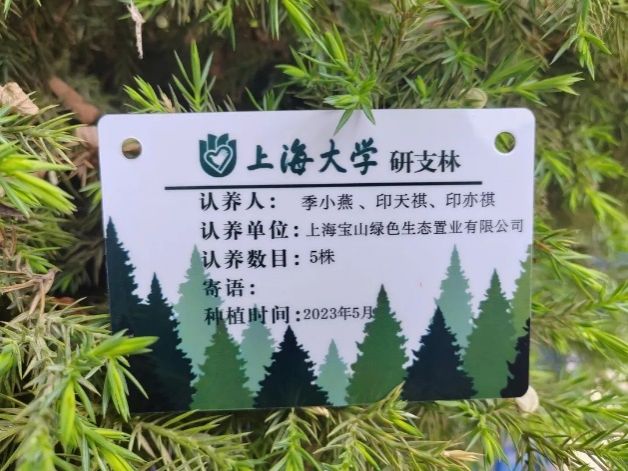 上海大学 研支林
认养人： 季小燕、印天祺、印亦祺
认养单位：上海宝山绿色生态置业有限公司
认养数目：5株
寄语：
种植时间：2023年5月